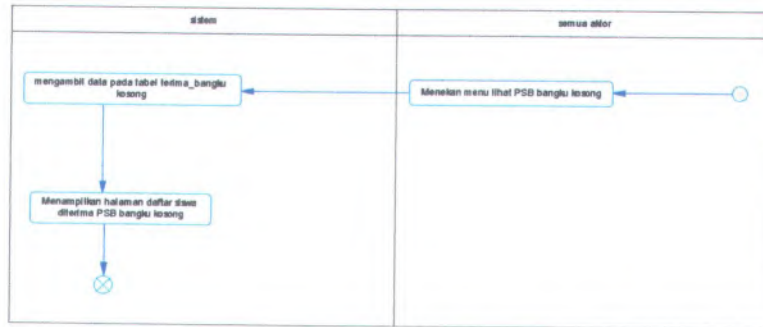 sistem
semua aktor
mengambil data pada tabel terima_bangku
kosong
Menekan menu lihat PSB bangku kosong
Menampilkan halaman daftar siswa
diterima PSB bangku kosong